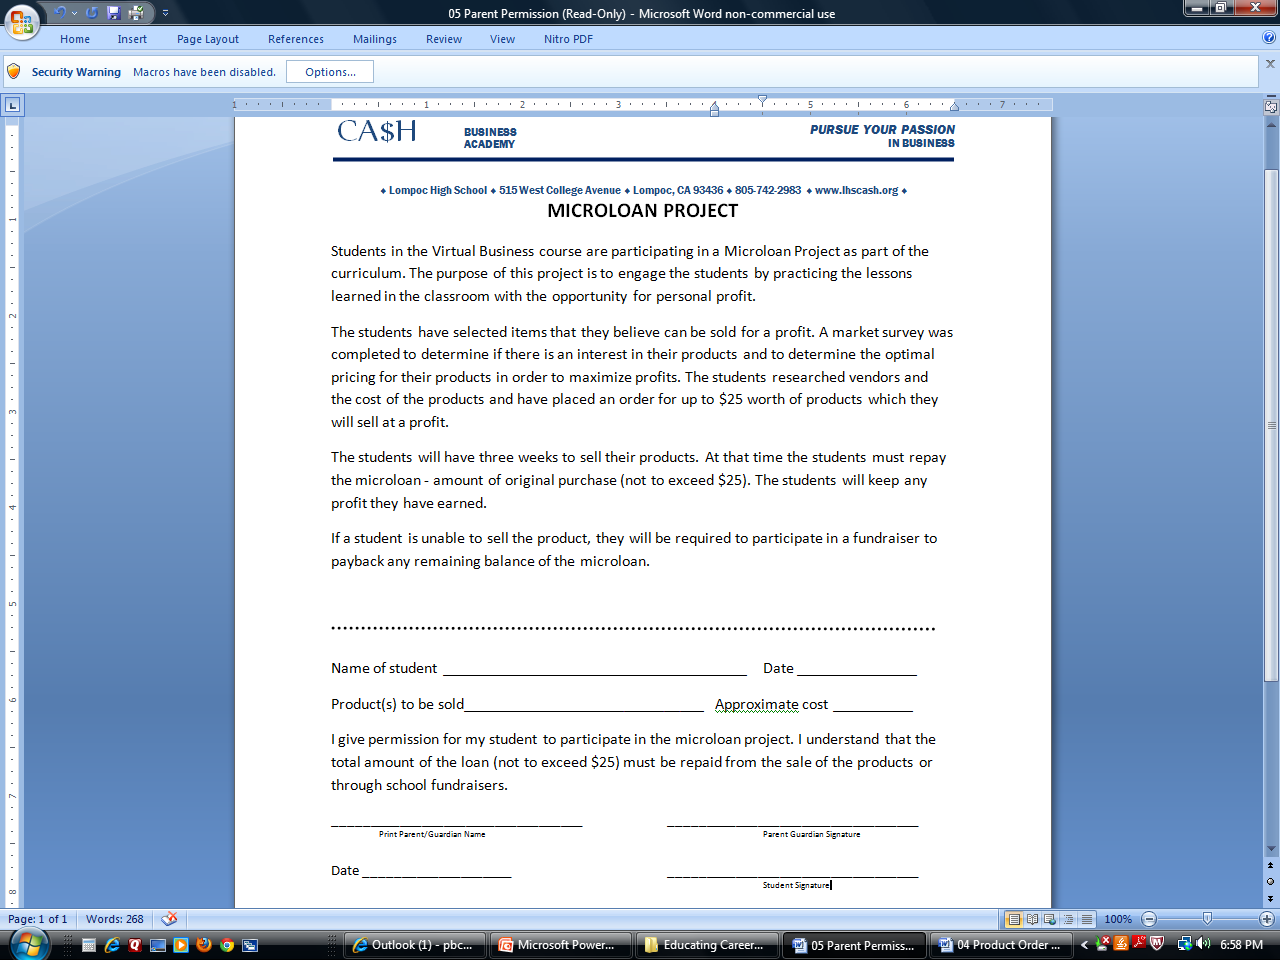 05 Parent Permission (Read-Only) - Microsoft Word non-commercial use
Home Insert Page Layout References Mailings Review View Nitro PDF
Security Warning Macros have been disabled. Options...
1 1 2 3 4 5 6 7
CA$H BUSINESS ACADEMY PURSUE YOUR PASSION IN BUSINESS
♦ Lompoc High School ♦ 515 West College Avenue ♦ Lompoc, CA 93436 ♦ 805-742-2983 ♦ www.lhscash.org ♦
MICROLOAN PROJECT
Students in the Virtual Business course are participating in a Microloan Project as part of the
curriculum. The purpose of this project is to engage the students by practicing the lessons
learned in the classroom with the opportunity for personal profit.
The students have selected items that they believe can be sold for a profit. A market survey was
completed to determine if there is an interest in their products and to determine the optimal
pricing for their products in order to maximize profits. The students researched vendors and
the cost of the products and have placed an order for up to $25 worth of products which they
will sell at a profit.
The students will have three weeks to sell their products. At that time the students must repay
the microloan - amount of original purchase (not to exceed $25). The students will keep any
profit they have earned.
If a student is unable to sell the product, they will be required to participate in a fundraiser to
payback any remaining balance of the microloan.
Name of student ______________________________________ Date _______________
Product(s) to be sold______________________________ Approximate cost __________
I give permission for my student to participate in the microloan project. I understand that the
total amount of the loan (not to exceed $25) must be repaid from the sale of the products or
through school fundraisers.
Print Parent/Guardian Name Parent Guardian Signature
Date ___________________
Student Signature
Page: 1 of 1 Words: 268 100%
Outlook (1) - pbc... Microsoft Power... Educating Career... 05 Parent Permiss... 04 Product Order ... 6:58 PM